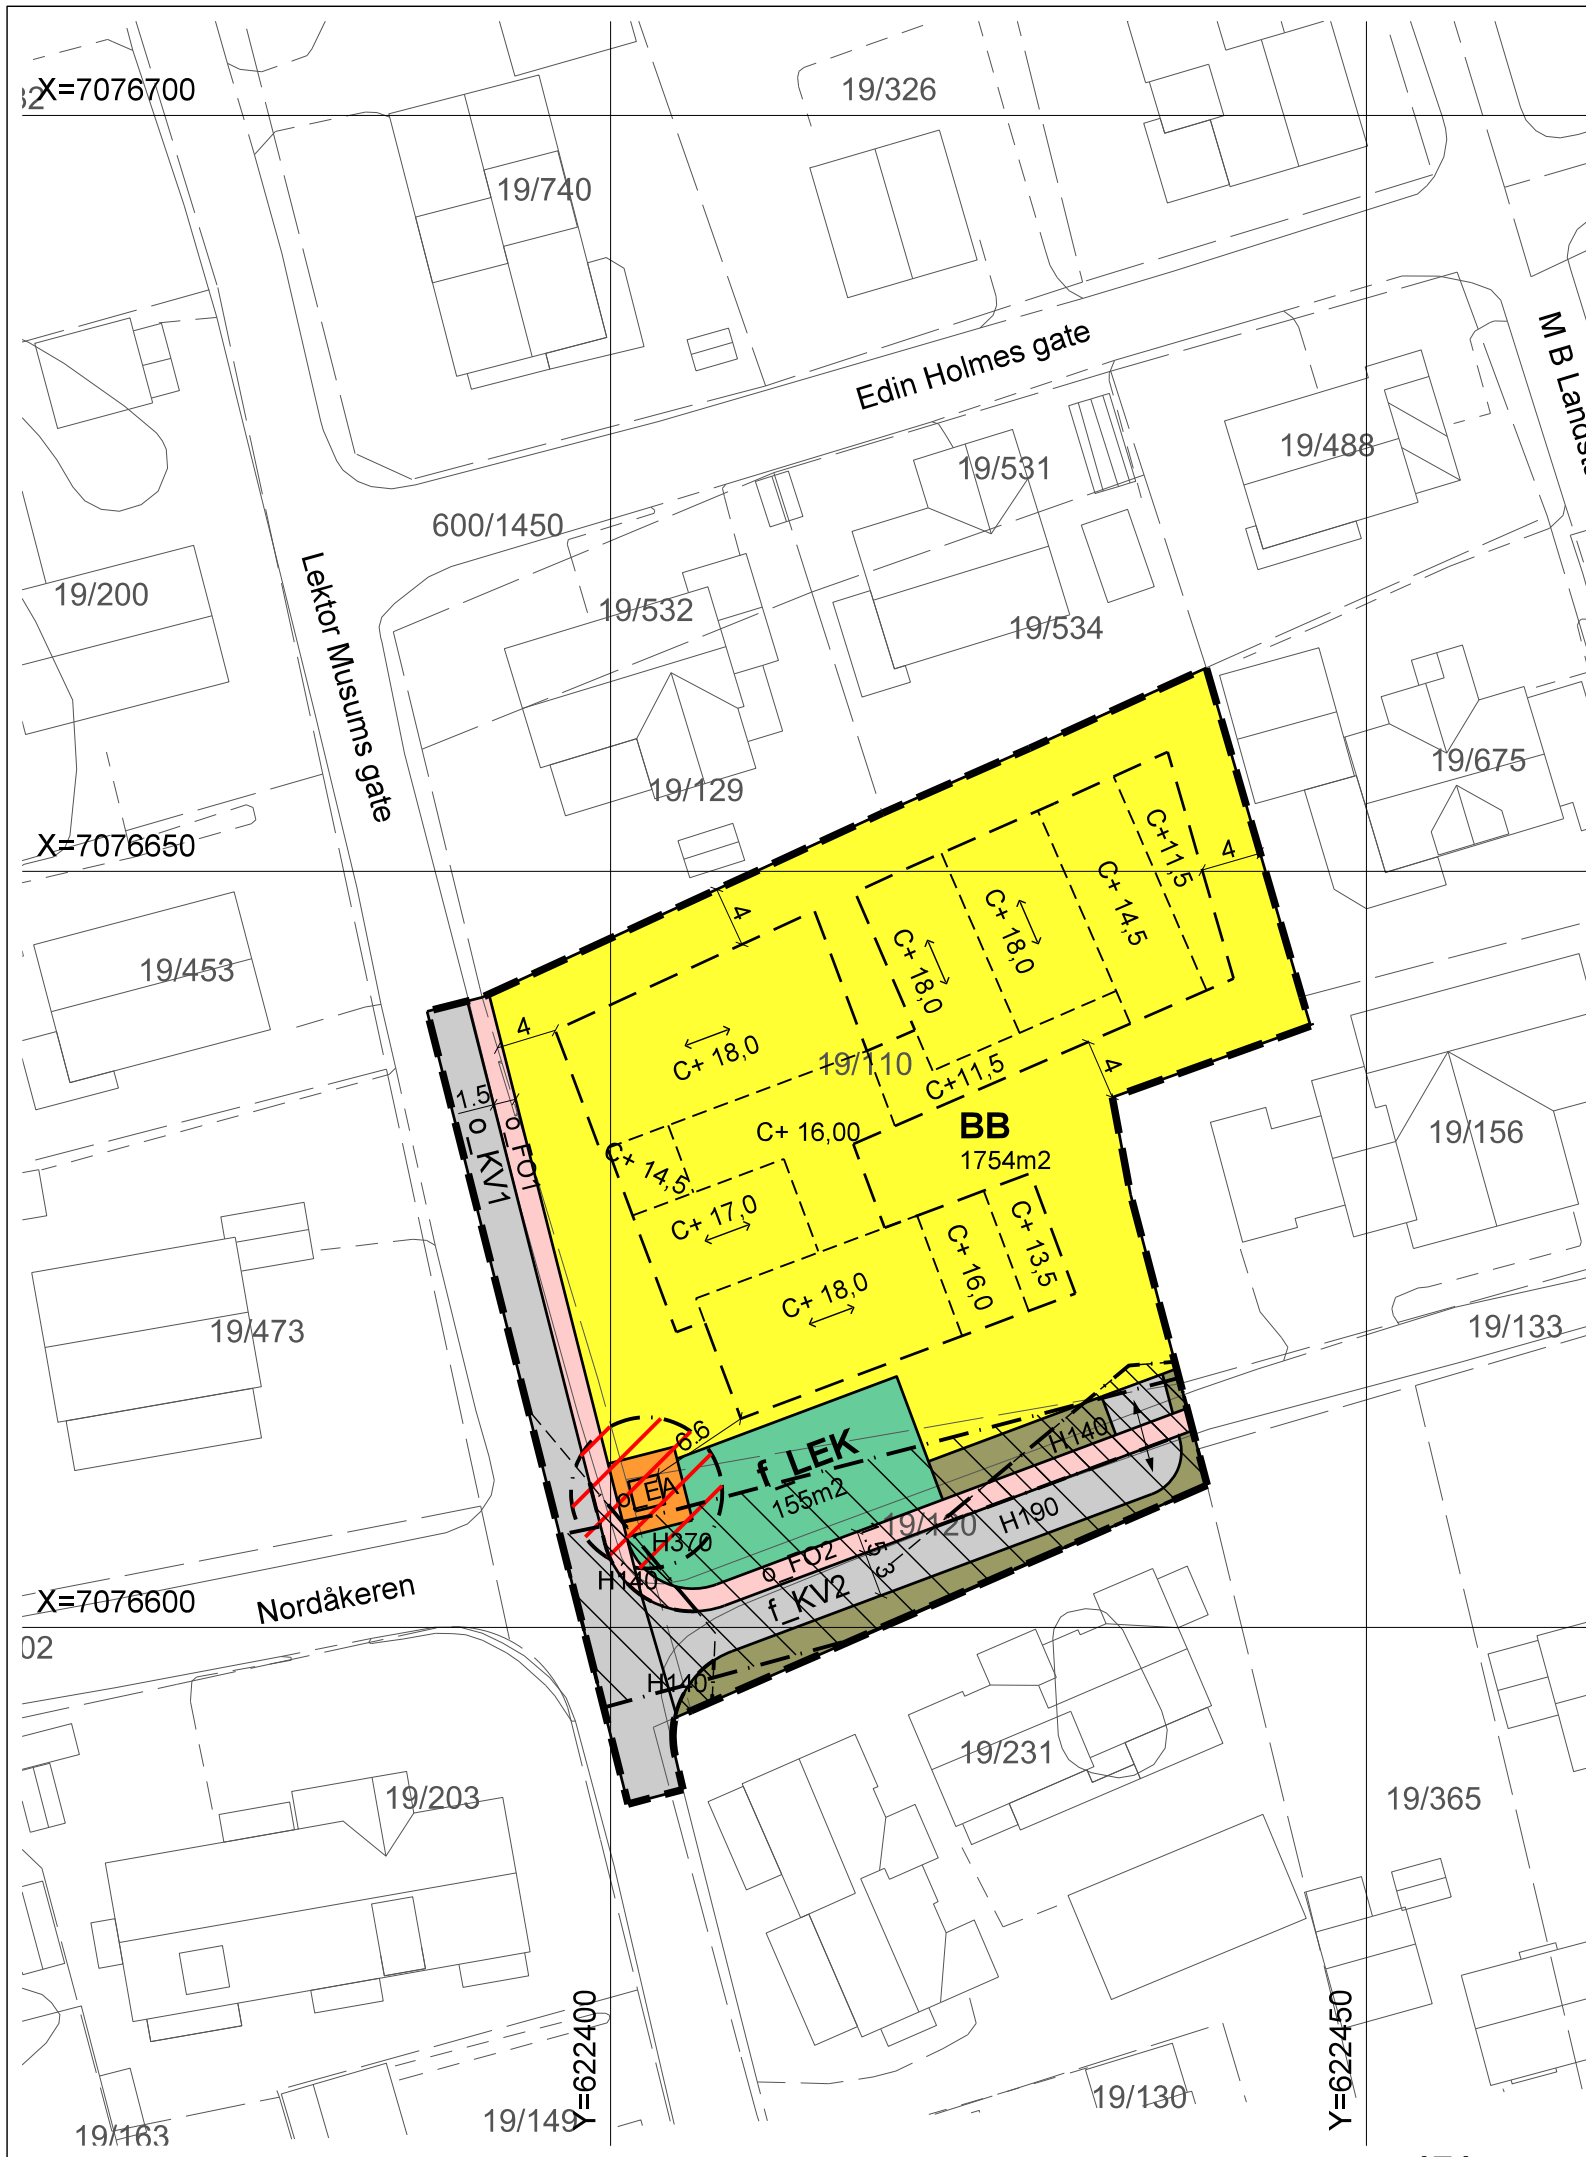 X=7076700
19/326
19/740
Edin Holmes gate
M B Landst
19/531
19/488
600/1450
Lektor Musums gate
19/200
19/532
19/534
19/129
19/675
X=7076650
C+11,5
4
C+ 14,5
4
C+ 18,0
C+ 18,0
19/453
4
C+ 18,0
19/110
C+11,5
4
1.5
o_KV1
o_FO1
C+ 16,00
BB
1754m2
19/156
C+ 14,5
C+ 17,0
C+ 13,5
C+ 16,0
C+ 18,0
19/473
19/133
6.6
f_LEK
155m2
H140
o_LEA
H370
19/120
H190
5.3
o_FO2
H140
f_KV2
X=7076600
Nordåkeren
02
H140
19/231
19/203
19/365
Y=622400
Y=622450
19/130
19/149
19/163